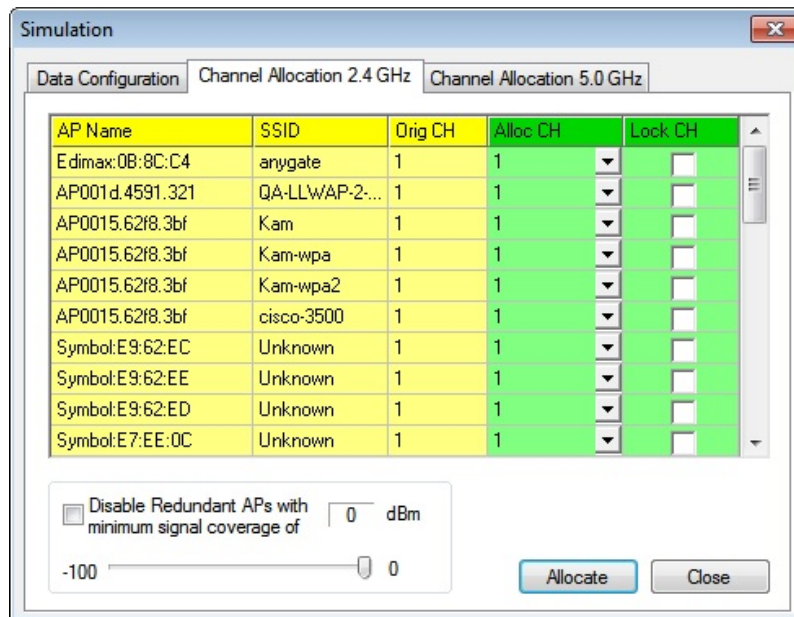 Simulation
Data Configuration Channel Allocation 2.4 GHz Channel Allocation 5.0 GHz
AP Name SSID Orig CH Alloc CH Lock CH
Edimax:0B:8C:C4 anygate 1 1
AP001d.4591.321 QA-LLWAP-2-... 1 1
AP0015.62f8.3bf Kam 1 1
AP0015.62f8.3bf Kam-wpa 1 1
AP0015.62f8.3bf Kam-wpa2 1 1
AP0015.62f8.3bf cisco-3500 1 1
Symbol:E9:62:EC Unknown 1 1
Symbol:E9:62:EE Unknown 1 1
Symbol:E9:62:ED Unknown 1 1
Symbol:E7:EE:0C Unknown 1 1
Disable Redundant APs with
minimum signal coverage of 0 dBm
-100 0
Allocate Close